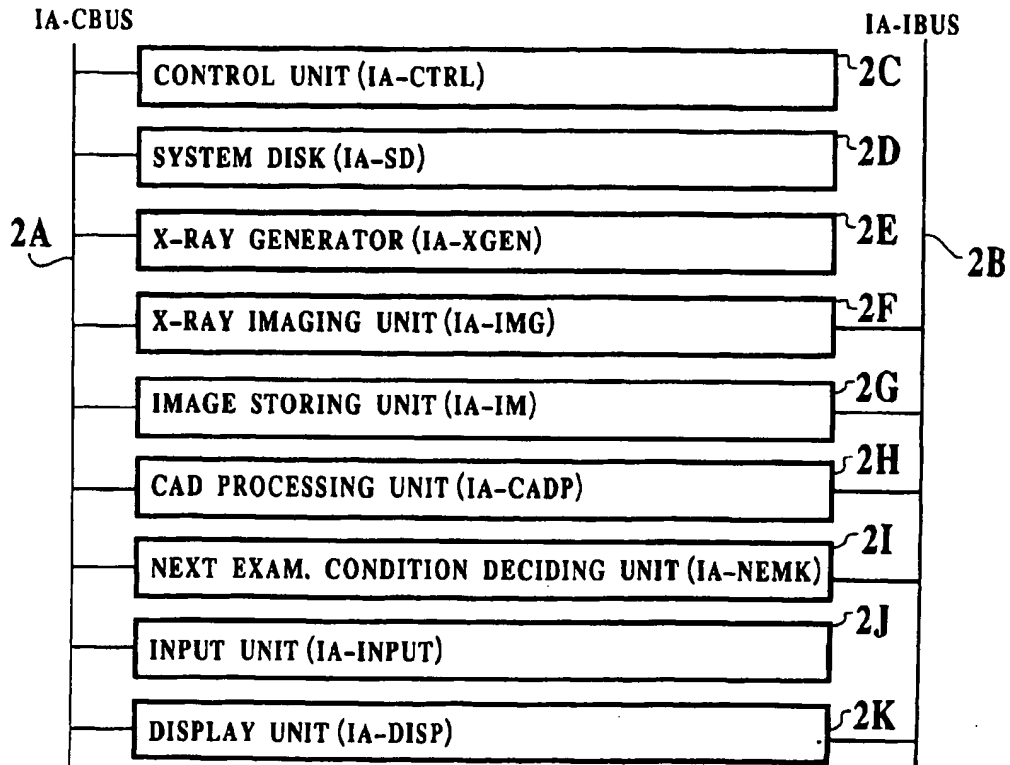 IA-CBUS IA-IBUS
CONTROL UNIT (IA-CTRL) 2C
SYSTEM DISK (IA-SD) 2D
2A X-RAY GENERATOR (IA-XGEN) 2E
2B
X-RAY IMAGING UNIT (IA-IMG) 2F
IMAGE STORING UNIT (IA-IM) 2G
CAD PROCESSING UNIT (IA-CADP) 2H
NEXT EXAM. CONDITION DECIDING UNIT (IA-NEMK) 2I
INPUT UNIT (IA-INPUT) 2J
DISPLAY UNIT (IA-DISP) 2K